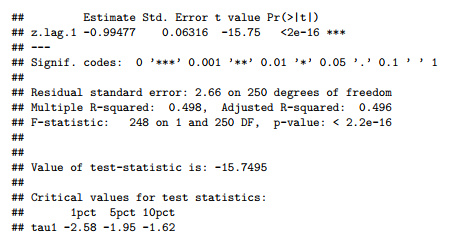 ##         Estimate Std. Error t value Pr(>|t|)
## z.lag.1 -0.99477    0.06316  -15.75   <2e-16 ***
## ---
## Signif. codes:  0 '***' 0.001 '**' 0.01 '*' 0.05 '.' 0.1 ' ' 1
##
## Residual standard error: 2.66 on 250 degrees of freedom
## Multiple R-squared:  0.498,	Adjusted R-squared:  0.496
## F-statistic:   248 on 1 and 250 DF,  p-value: < 2.2e-16
##
##
## Value of test-statistic is: -15.7495
##
## Critical values for test statistics:
##       1pct  5pct 10pct
## tau1 -2.58 -1.95 -1.62